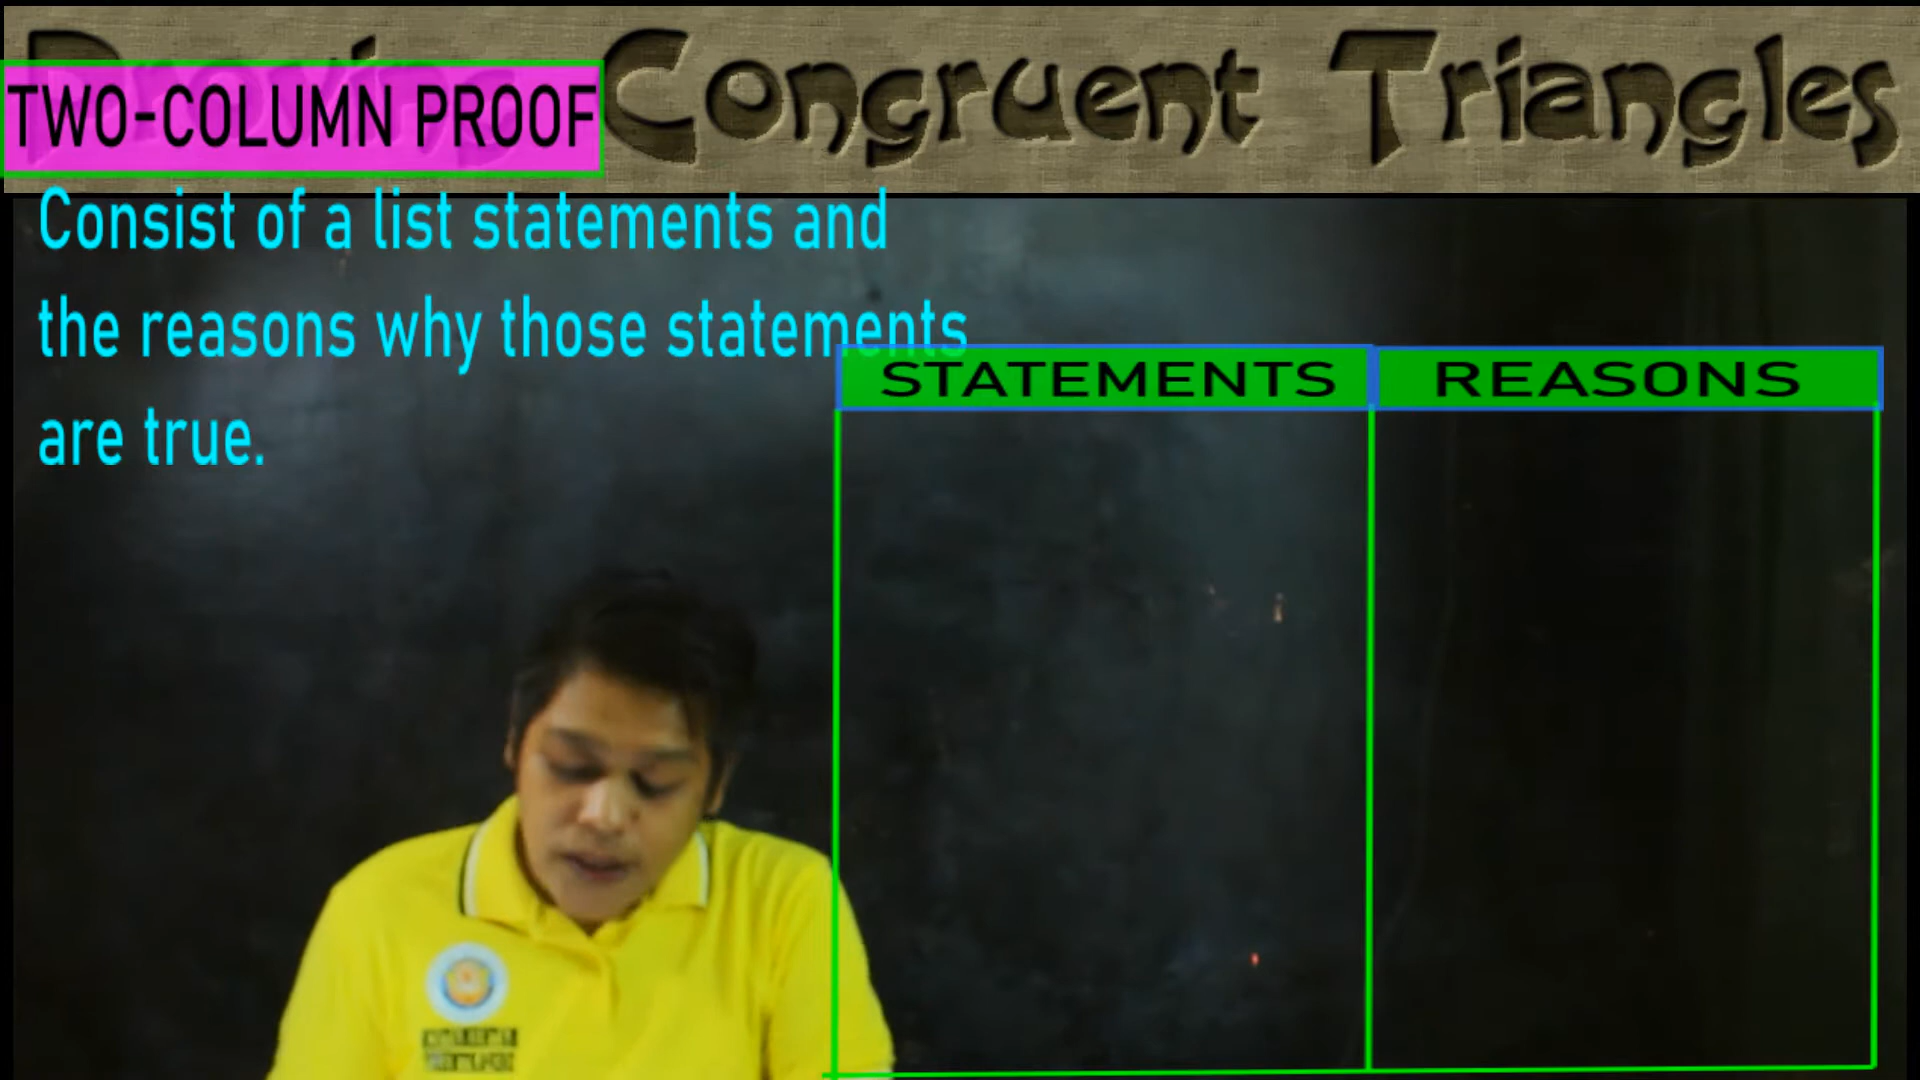 Proving Congruent Triangles
TWO-COLUMN PROOF
Consist of a list statements and
the reasons why those statements
are true.
STATEMENTS
REASONS